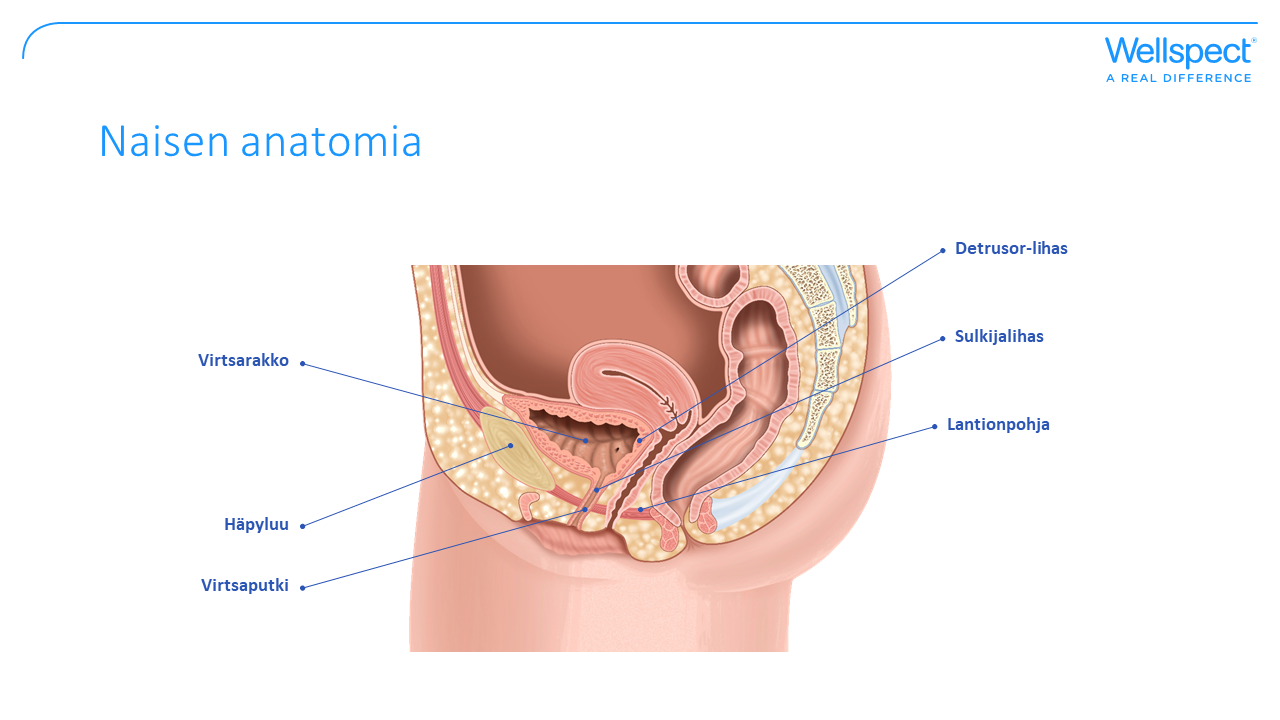 Wellspect®
A REAL DIFFERENCE
Naisen anatomia
Detrusor-lihas
Sulkijalihas
Virtsarakko
Lantionpohja
Häpyluu
Virtsaputki